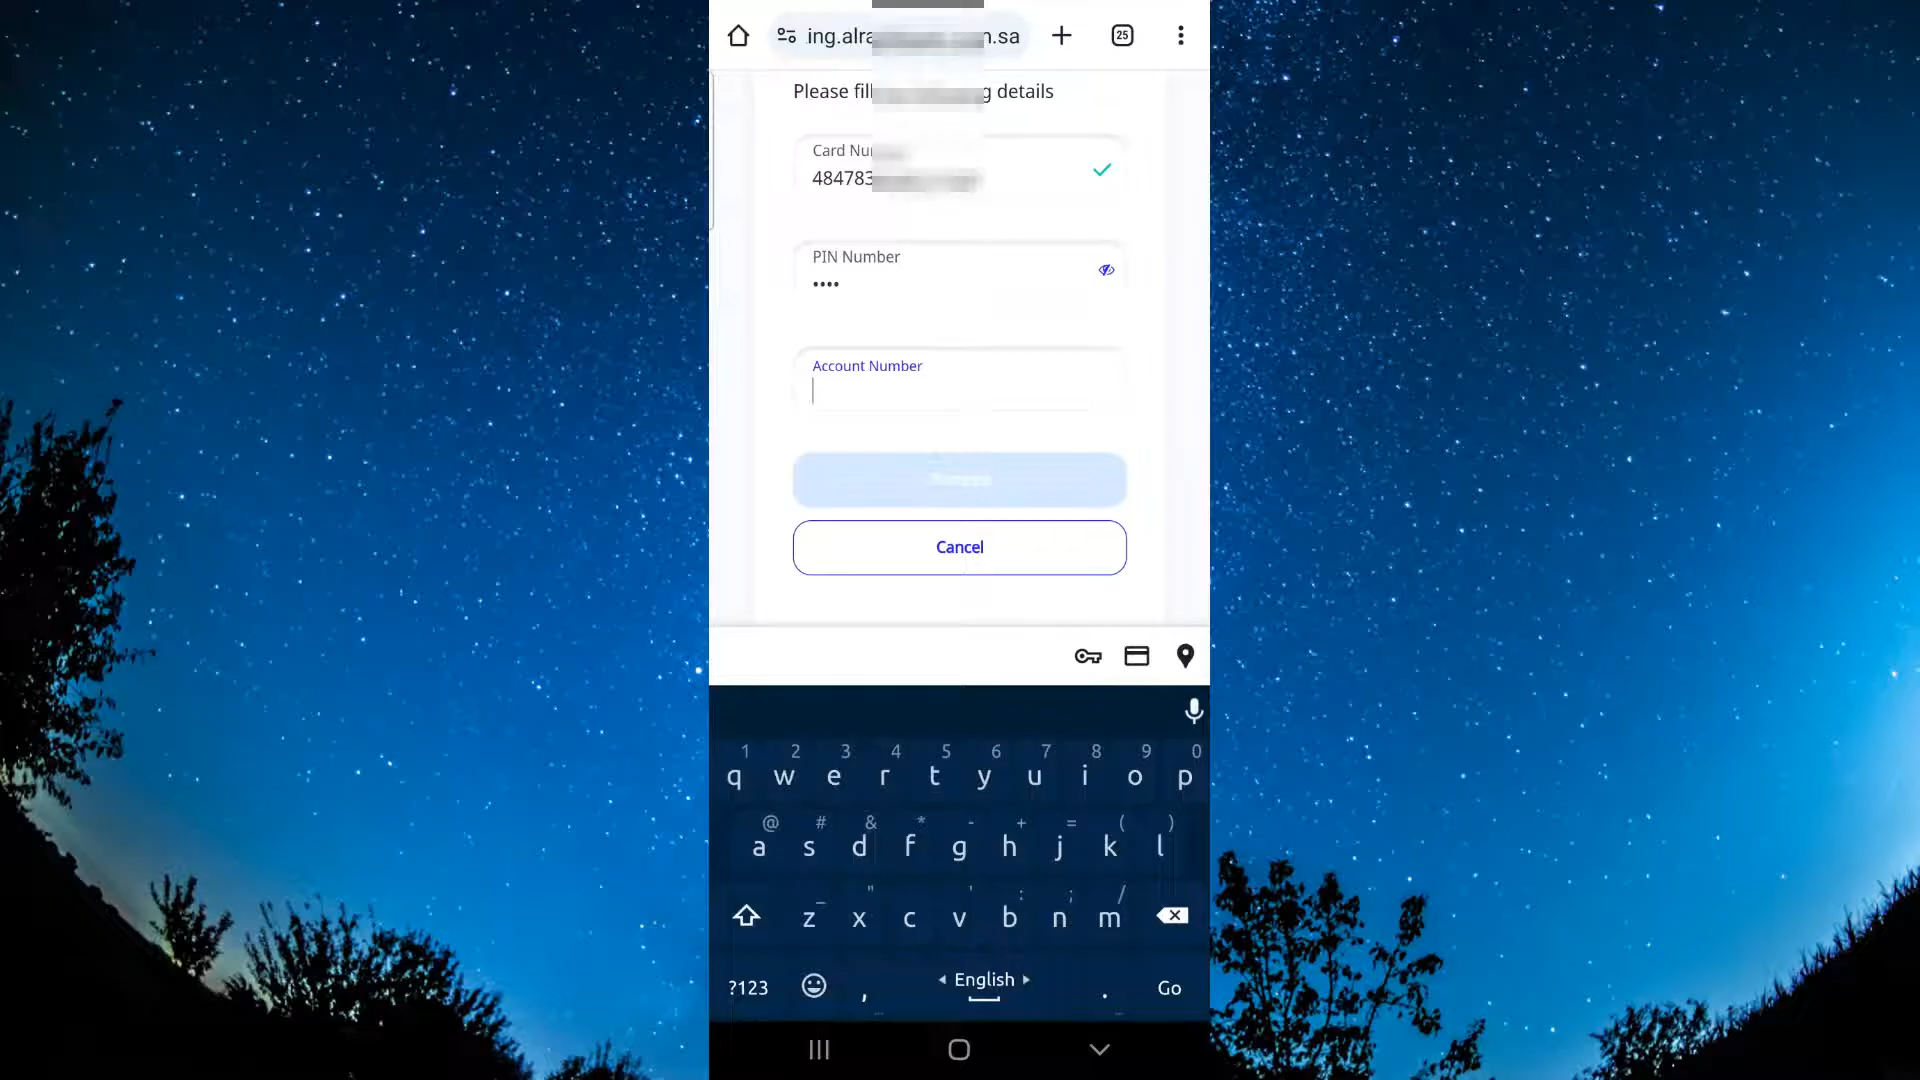 ing.alra n.sa
25
Please fill g details
Card Nu
484783
PIN Number
••••
Account Number
Cancel
1 2 3 4 5 6 7 8 9 0
q w e r t y u i o p
@ # & * - + = ( )
a s d f g h j k l
_ " ' : ; /
z x c v b n m
?123 , English . Go